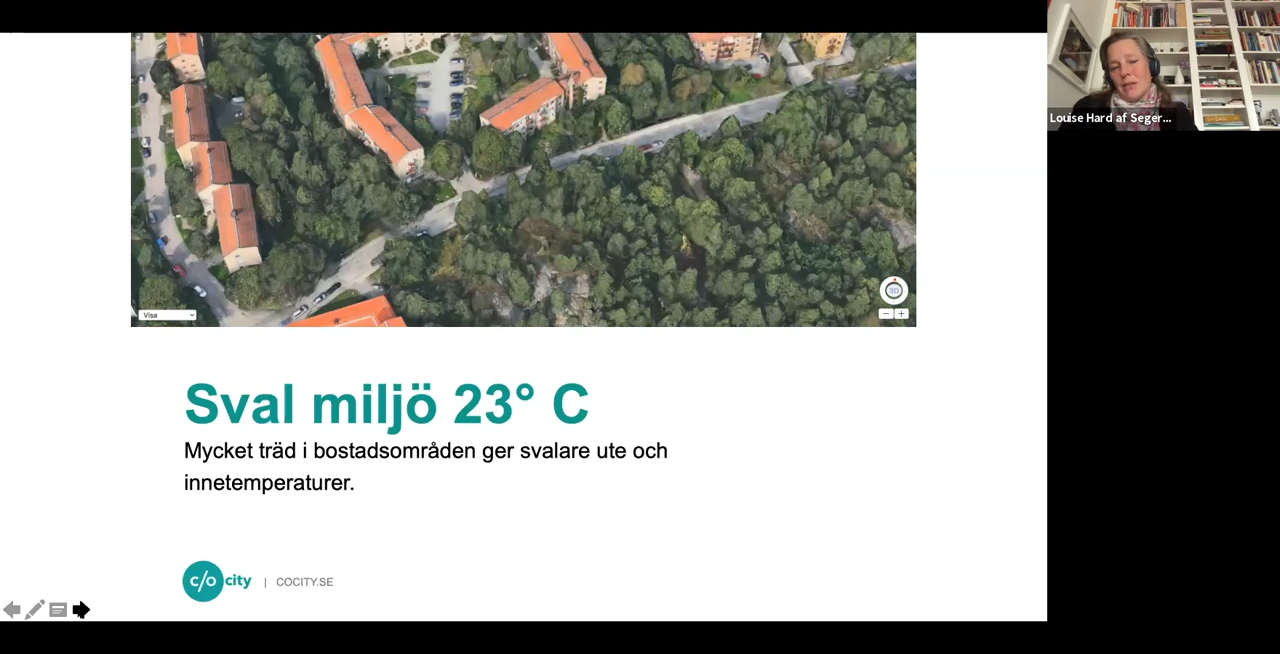 Louise Hard af Seger...
3D
Visa
Sval miljö 23° C
Mycket träd i bostadsområden ger svalare ute och
innetemperaturer.
c/o city | COCITY.SE